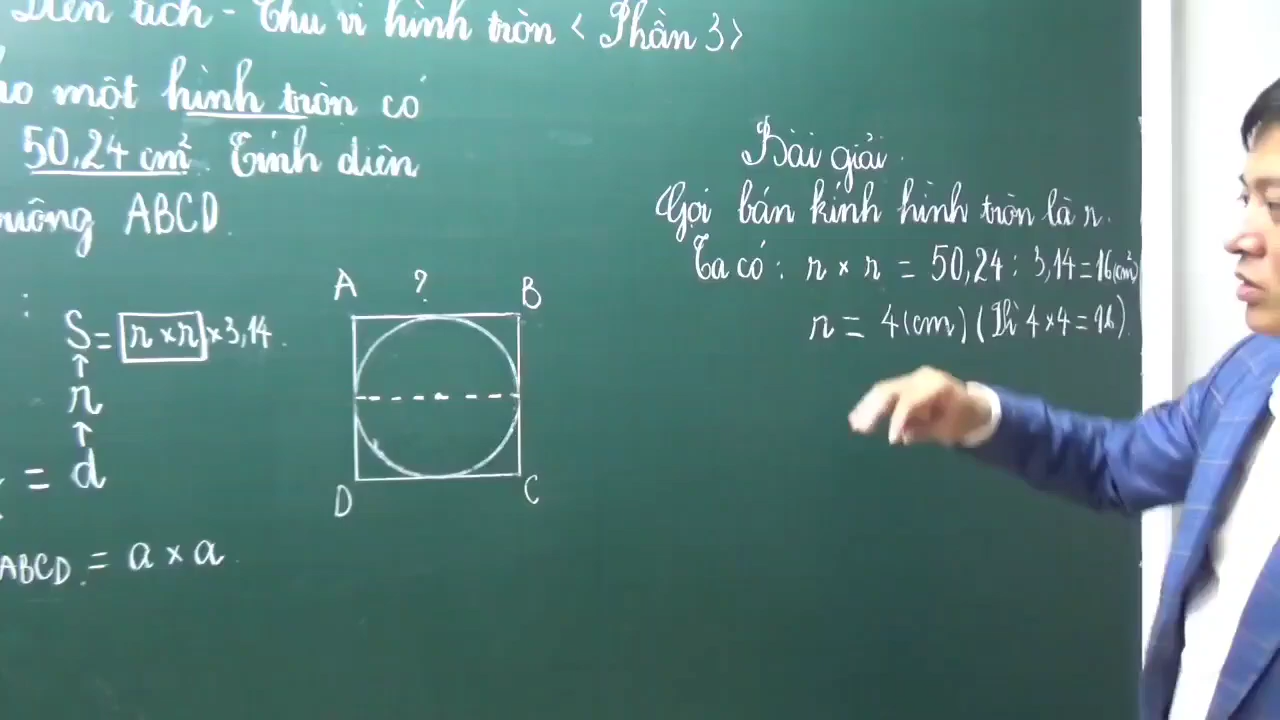 Diện tích - Chu vi hình tròn < Phần 3 >
một hình tròn có
50,24 cm² Tính diện
ABCD.
:
S = r × r × 3,14.
↑
r
↑
= d
ABCD = a × a.
A ? B
D C
Bài giải.
Gọi bán kính hình tròn là r.
Ta có: r × r = 50,24 : 3,14 = 16 (cm²)
r = 4 (cm) (Vì 4 × 4 = 16).